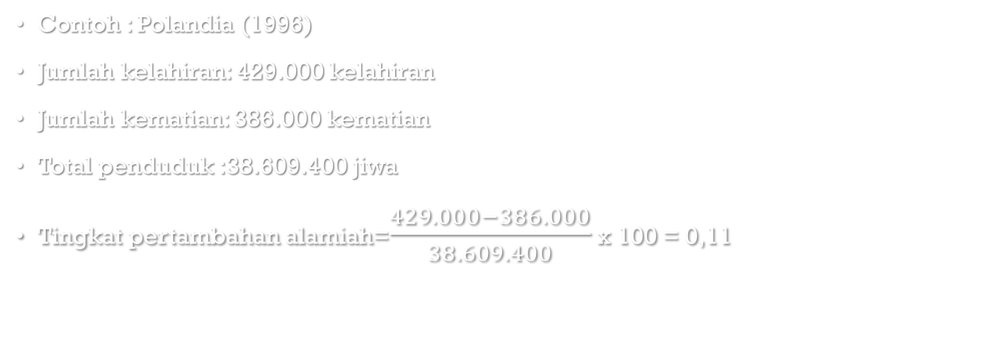 • Contoh : Polandia (1996)
• Jumlah kelahiran: 429.000 kelahiran
• Jumlah kematian: 386.000 kematian
• Total penduduk :38.609.400 jiwa
429.000−386.000
• Tingkat pertambahan alamiah= x 100 = 0,11
38.609.400